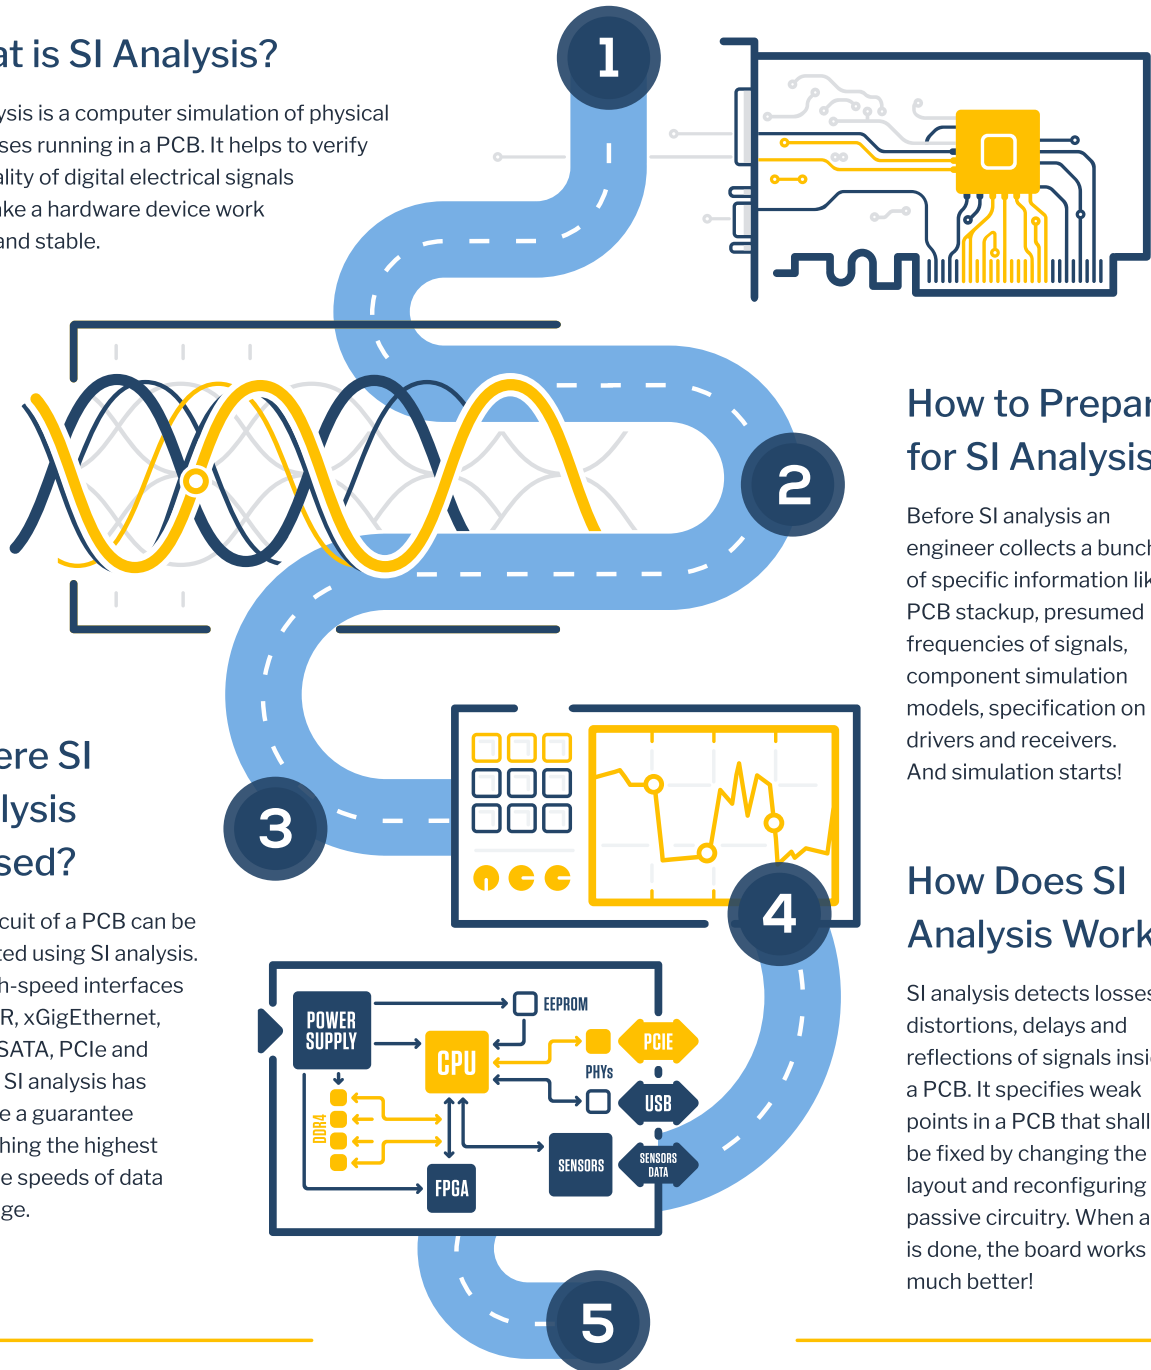 1
at is SI Analysis?
ysis is a computer simulation of physical
ses running in a PCB. It helps to verify
ality of digital electrical signals
ake a hardware device work
and stable.
2
How to Prepar
for SI Analysis
Before SI analysis an
engineer collects a bunch
of specific information lik
PCB stackup, presumed
frequencies of signals,
component simulation
models, specification on
drivers and receivers.
And simulation starts!
3
ere SI
lysis
sed?
cuit of a PCB can be
ted using SI analysis.
h-speed interfaces
R, xGigEthernet,
SATA, PCIe and
SI analysis has
e a guarantee
hing the highest
e speeds of data
ge.
4
How Does SI
Analysis Work
SI analysis detects losses
distortions, delays and
reflections of signals insi
a PCB. It specifies weak
points in a PCB that shall
be fixed by changing the
layout and reconfiguring
passive circuitry. When a
is done, the board works
much better!
POWER
SUPPLY
EEPROM
CPU
PCIE
PHYs
USB
DDR4
SENSORS
SENSORS
DATA
FPGA
5